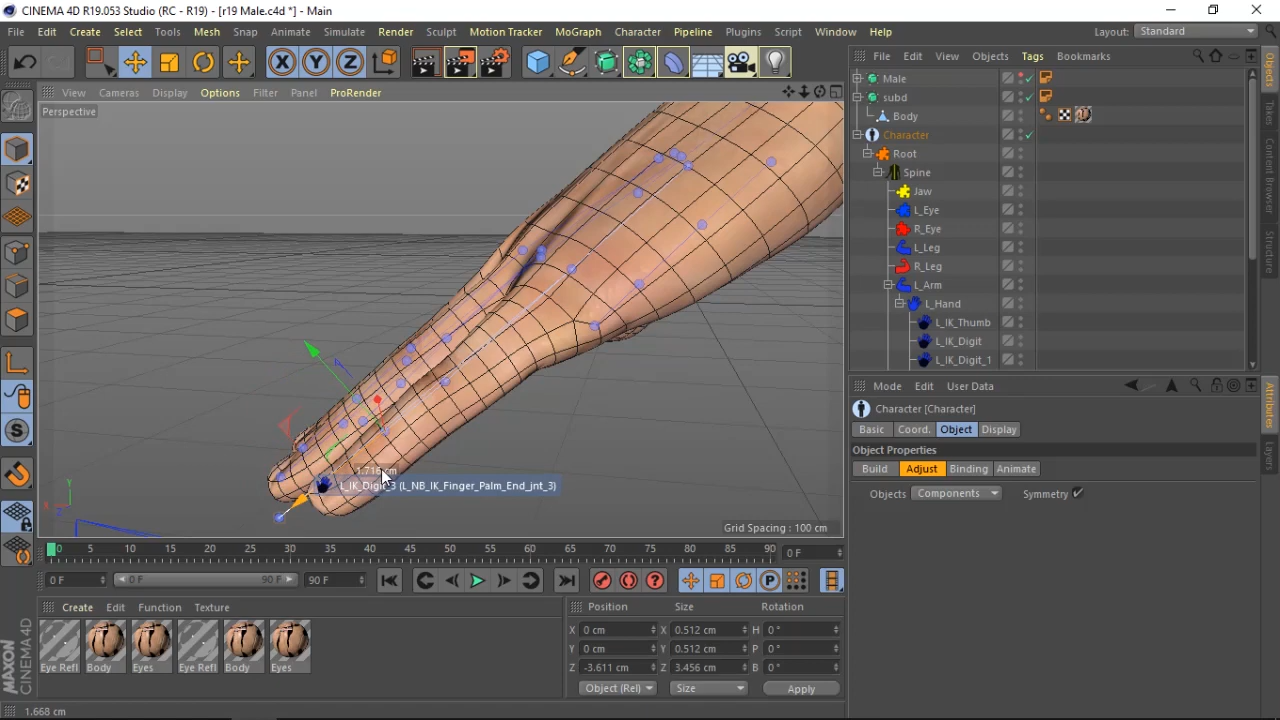 CINEMA 4D R19.053 Studio (RC - R19) - [r19 Male.c4d *] - Main
File Edit Create Select Tools Mesh Snap Animate Simulate Render Sculpt Motion Tracker MoGraph Character Pipeline Plugins Script Window Help Layout: Standard
X Y Z
File Edit View Objects Tags Bookmarks
View Cameras Display Options Filter Panel ProRender
Perspective
Male
subd
Body
Character
Root
Spine
Jaw
L_Eye
R_Eye
L_Leg
R_Leg
L_Arm
L_Hand
L_IK_Thumb
L_IK_Digit
L_IK_Digit_1
Objects
Takes
Content Browser
Structure
Mode Edit User Data
Character [Character]
Basic Coord. Object Display
Object Properties
Build Adjust Binding Animate
Objects Components Symmetry
Attributes
Layers
L_IK_Digit_3 (L_NB_IK_Finger_Palm_End_jnt_3)
Y
X
Z
Grid Spacing : 100 cm
0 5 10 15 20 25 30 35 40 45 50 55 60 65 70 75 80 85 90 0 F
0 F 0 F 90 F 90 F
P
Create Edit Function Texture
Eye Refl Body Eyes Eye Refl Body Eyes
Position Size Rotation
X 0 cm X 0.512 cm H 0 °
Y 0 cm Y 0.512 cm P 0 °
Z -3.611 cm Z 3.456 cm B 0 °
Object (Rel) Size Apply
MAXON
CINEMA4D
1.668 cm